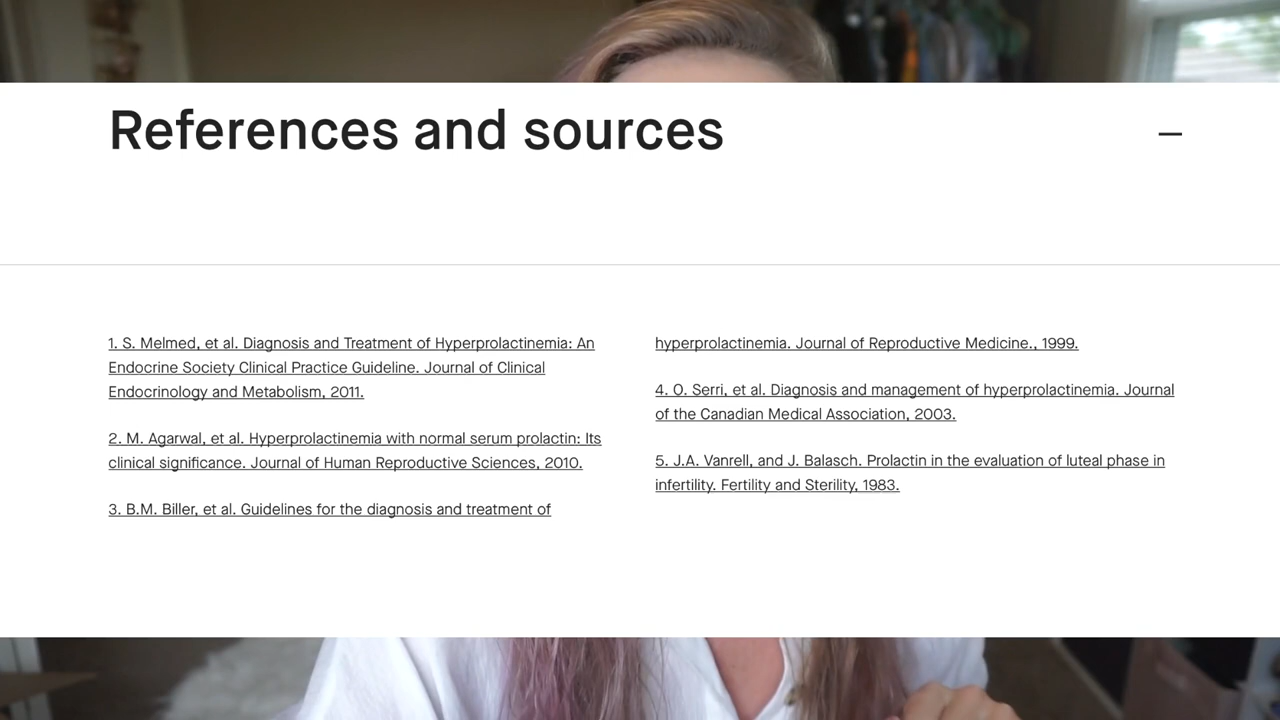 References and sources
1. S. Melmed, et al. Diagnosis and Treatment of Hyperprolactinemia: An
Endocrine Society Clinical Practice Guideline. Journal of Clinical
Endocrinology and Metabolism, 2011.
2. M. Agarwal, et al. Hyperprolactinemia with normal serum prolactin: Its
clinical significance. Journal of Human Reproductive Sciences, 2010.
3. B.M. Biller, et al. Guidelines for the diagnosis and treatment of
hyperprolactinemia. Journal of Reproductive Medicine., 1999.
4. O. Serri, et al. Diagnosis and management of hyperprolactinemia. Journal
of the Canadian Medical Association, 2003.
5. J.A. Vanrell, and J. Balasch. Prolactin in the evaluation of luteal phase in
infertility. Fertility and Sterility, 1983.